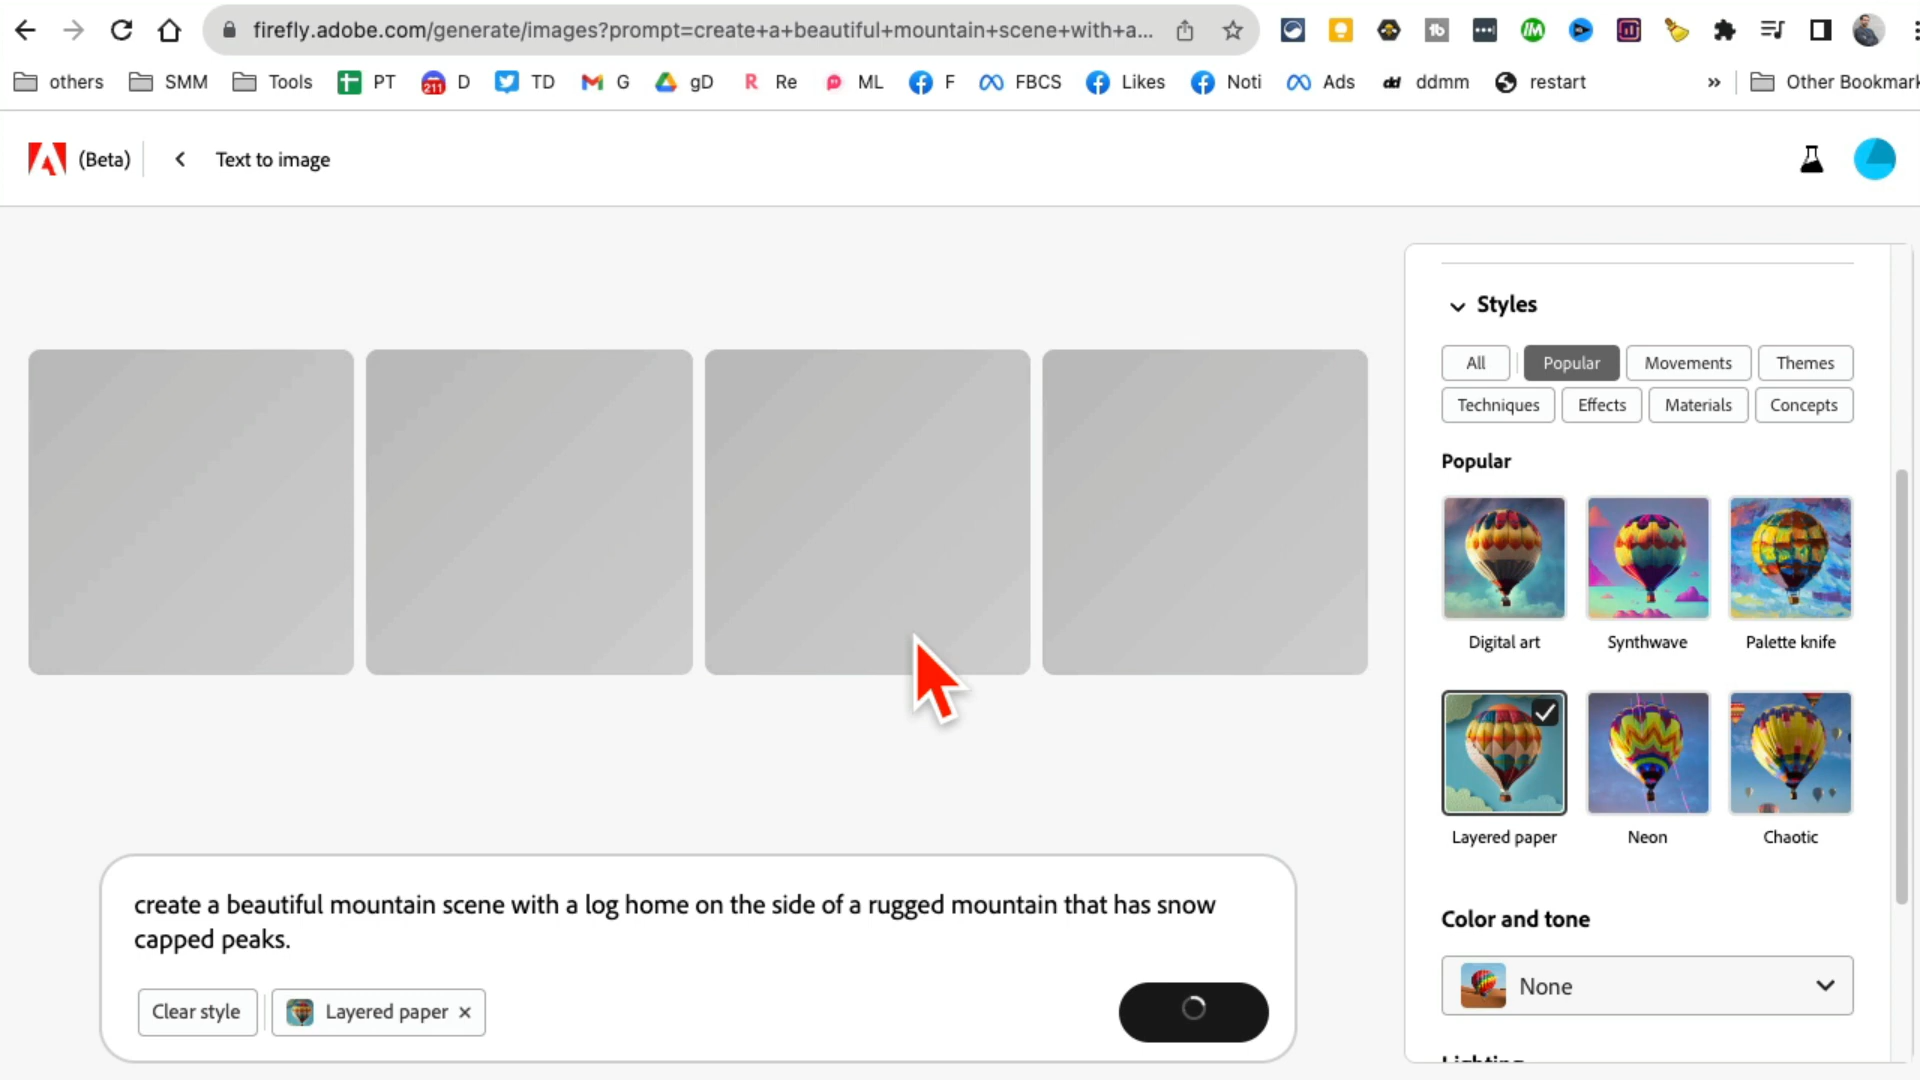 firefly.adobe.com/generate/images?prompt=create+a+beautiful+mountain+scene+with+a...
others SMM Tools PT 211 D TD G gD R Re ML F FBCS Likes Noti Ads dd ddmm restart » Other Bookmark
(Beta) Text to image
Styles
All Popular Movements Themes
Techniques Effects Materials Concepts
Popular
Digital art Synthwave Palette knife
Layered paper Neon Chaotic
create a beautiful mountain scene with a log home on the side of a rugged mountain that has snow
capped peaks.
Clear style Layered paper ×
Color and tone
None
Lighting